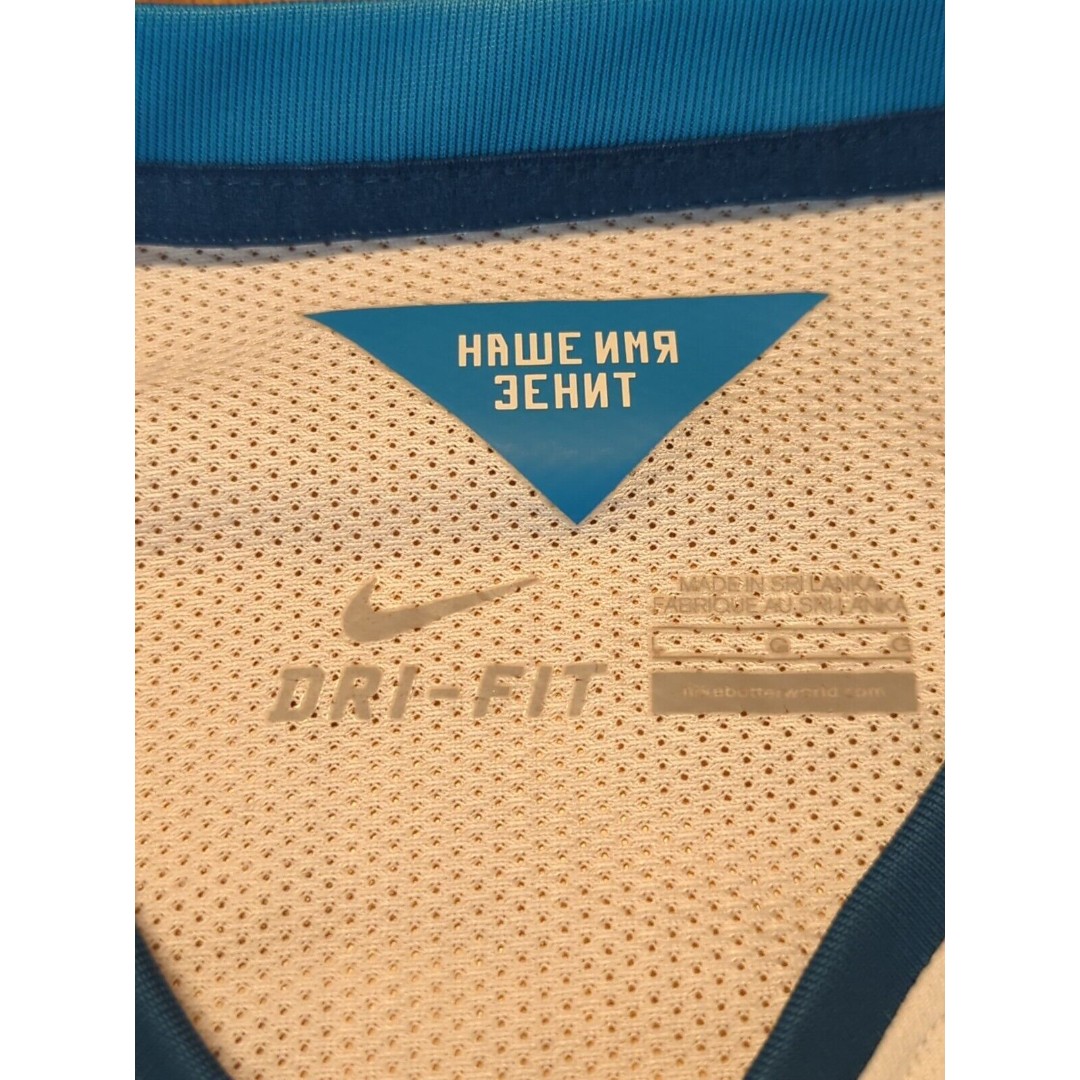 НАШЕ ИМЯ
ЗЕНИТ
DRI-FIT
MADE IN SRI LANKA
FABRIQUE AU SRI LANKA